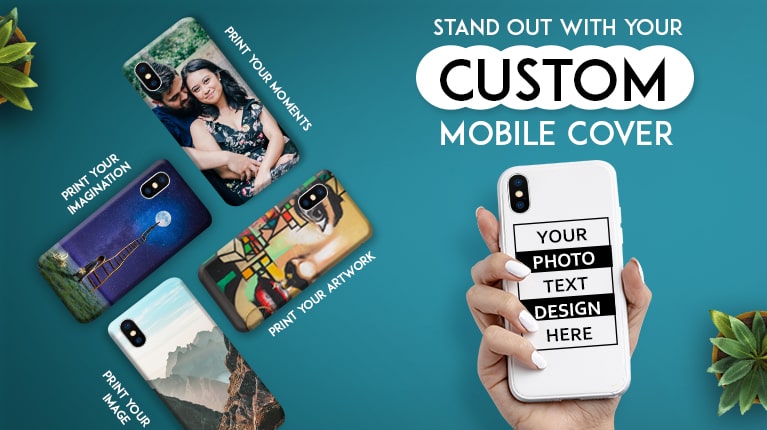 STAND OUT WITH YOUR
CUSTOM
MOBILE COVER
PRINT YOUR MOMENTS
PRINT YOUR
IMAGINATION
PRINT YOUR ARTWORK
PRINT YOUR
IMAGE
YOUR
PHOTO
TEXT
DESIGN
HERE